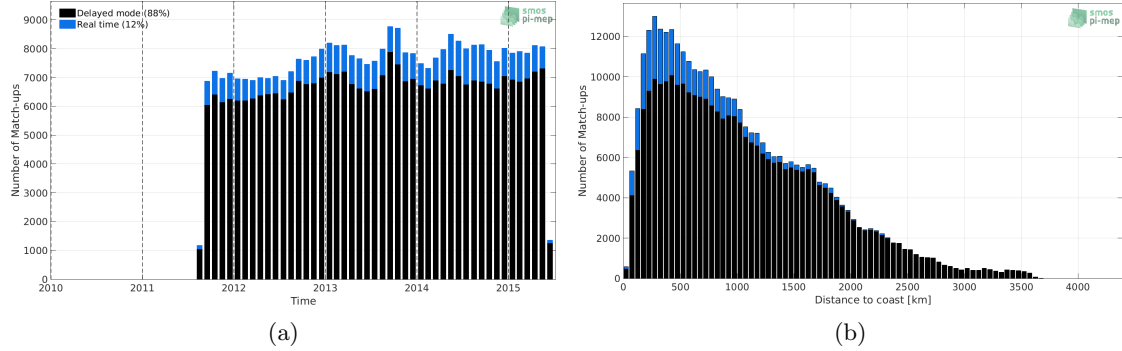 Delayed mode (88%)
Real time (12%)
smos
pi-mep
9000
8000
7000
6000
5000
4000
3000
2000
1000
0
Number of Match-ups
2010
2011
2012
2013
2014
2015
Time
(a)
smos
pi-mep
12000
10000
8000
6000
4000
2000
0
Number of Match-ups
0
500
1000
1500
2000
2500
3000
3500
4000
Distance to coast [km]
(b)